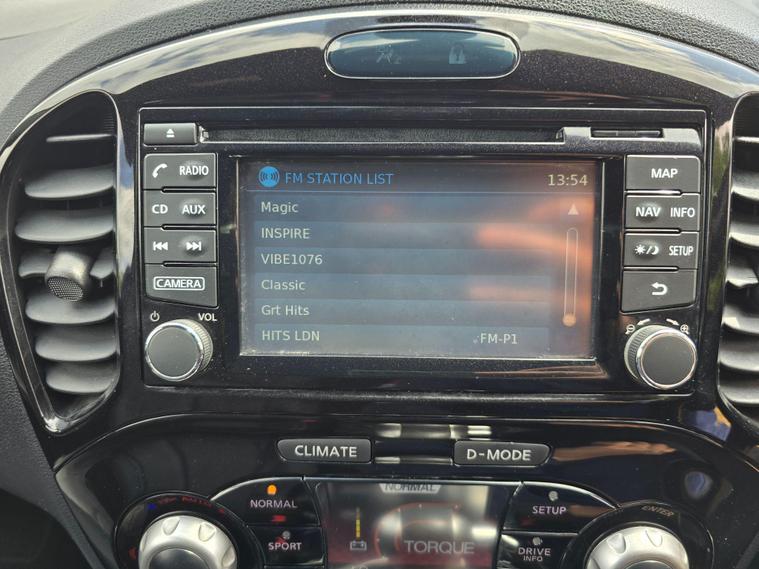 FM STATION LIST 13:54
Magic
INSPIRE
VIBE1076
Classic
Grt Hits
HITS LDN FM-P1
RADIO
CD AUX
CAMERA
VOL
MAP
NAV INFO
SETUP
CLIMATE D-MODE
NORMAL NORMAL SETUP ENTER
SPORT TORQUE DRIVE INFO